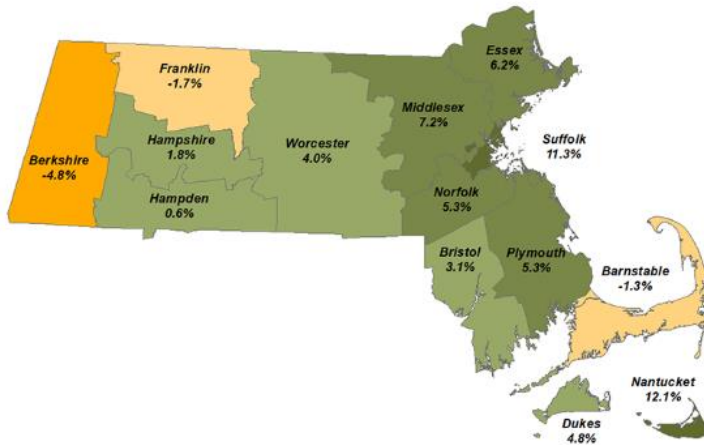 Essex
6.2%
Franklin
-1.7%
Middlesex
7.2%
Hampshire
1.8%
Worcester
4.0%
Suffolk
11.3%
Berkshire
-4.8%
Hampden
0.6%
Norfolk
5.3%
Bristol
3.1%
Plymouth
5.3%
Barnstable
-1.3%
Nantucket
12.1%
Dukes
4.8%